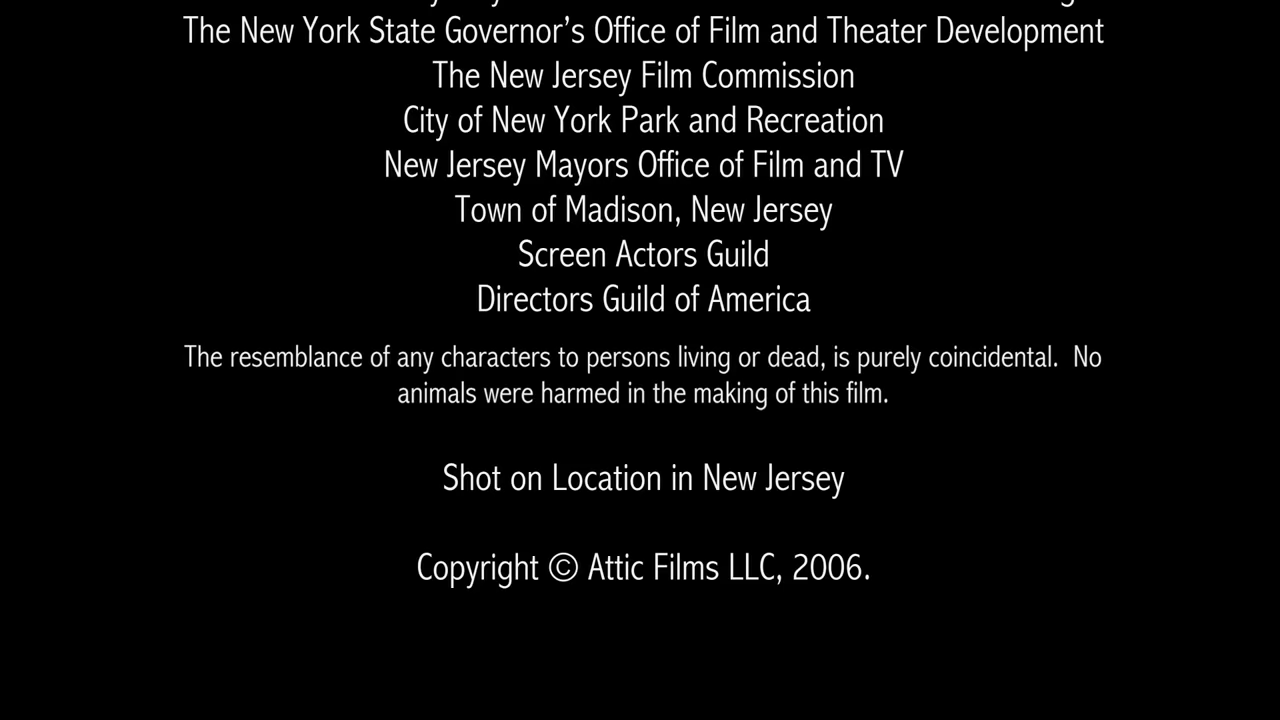 The New York State Governor’s Office of Film and Theater Development
The New Jersey Film Commission
City of New York Park and Recreation
New Jersey Mayors Office of Film and TV
Town of Madison, New Jersey
Screen Actors Guild
Directors Guild of America
The resemblance of any characters to persons living or dead, is purely coincidental.  No
animals were harmed in the making of this film.
Shot on Location in New Jersey
Copyright © Attic Films LLC, 2006.